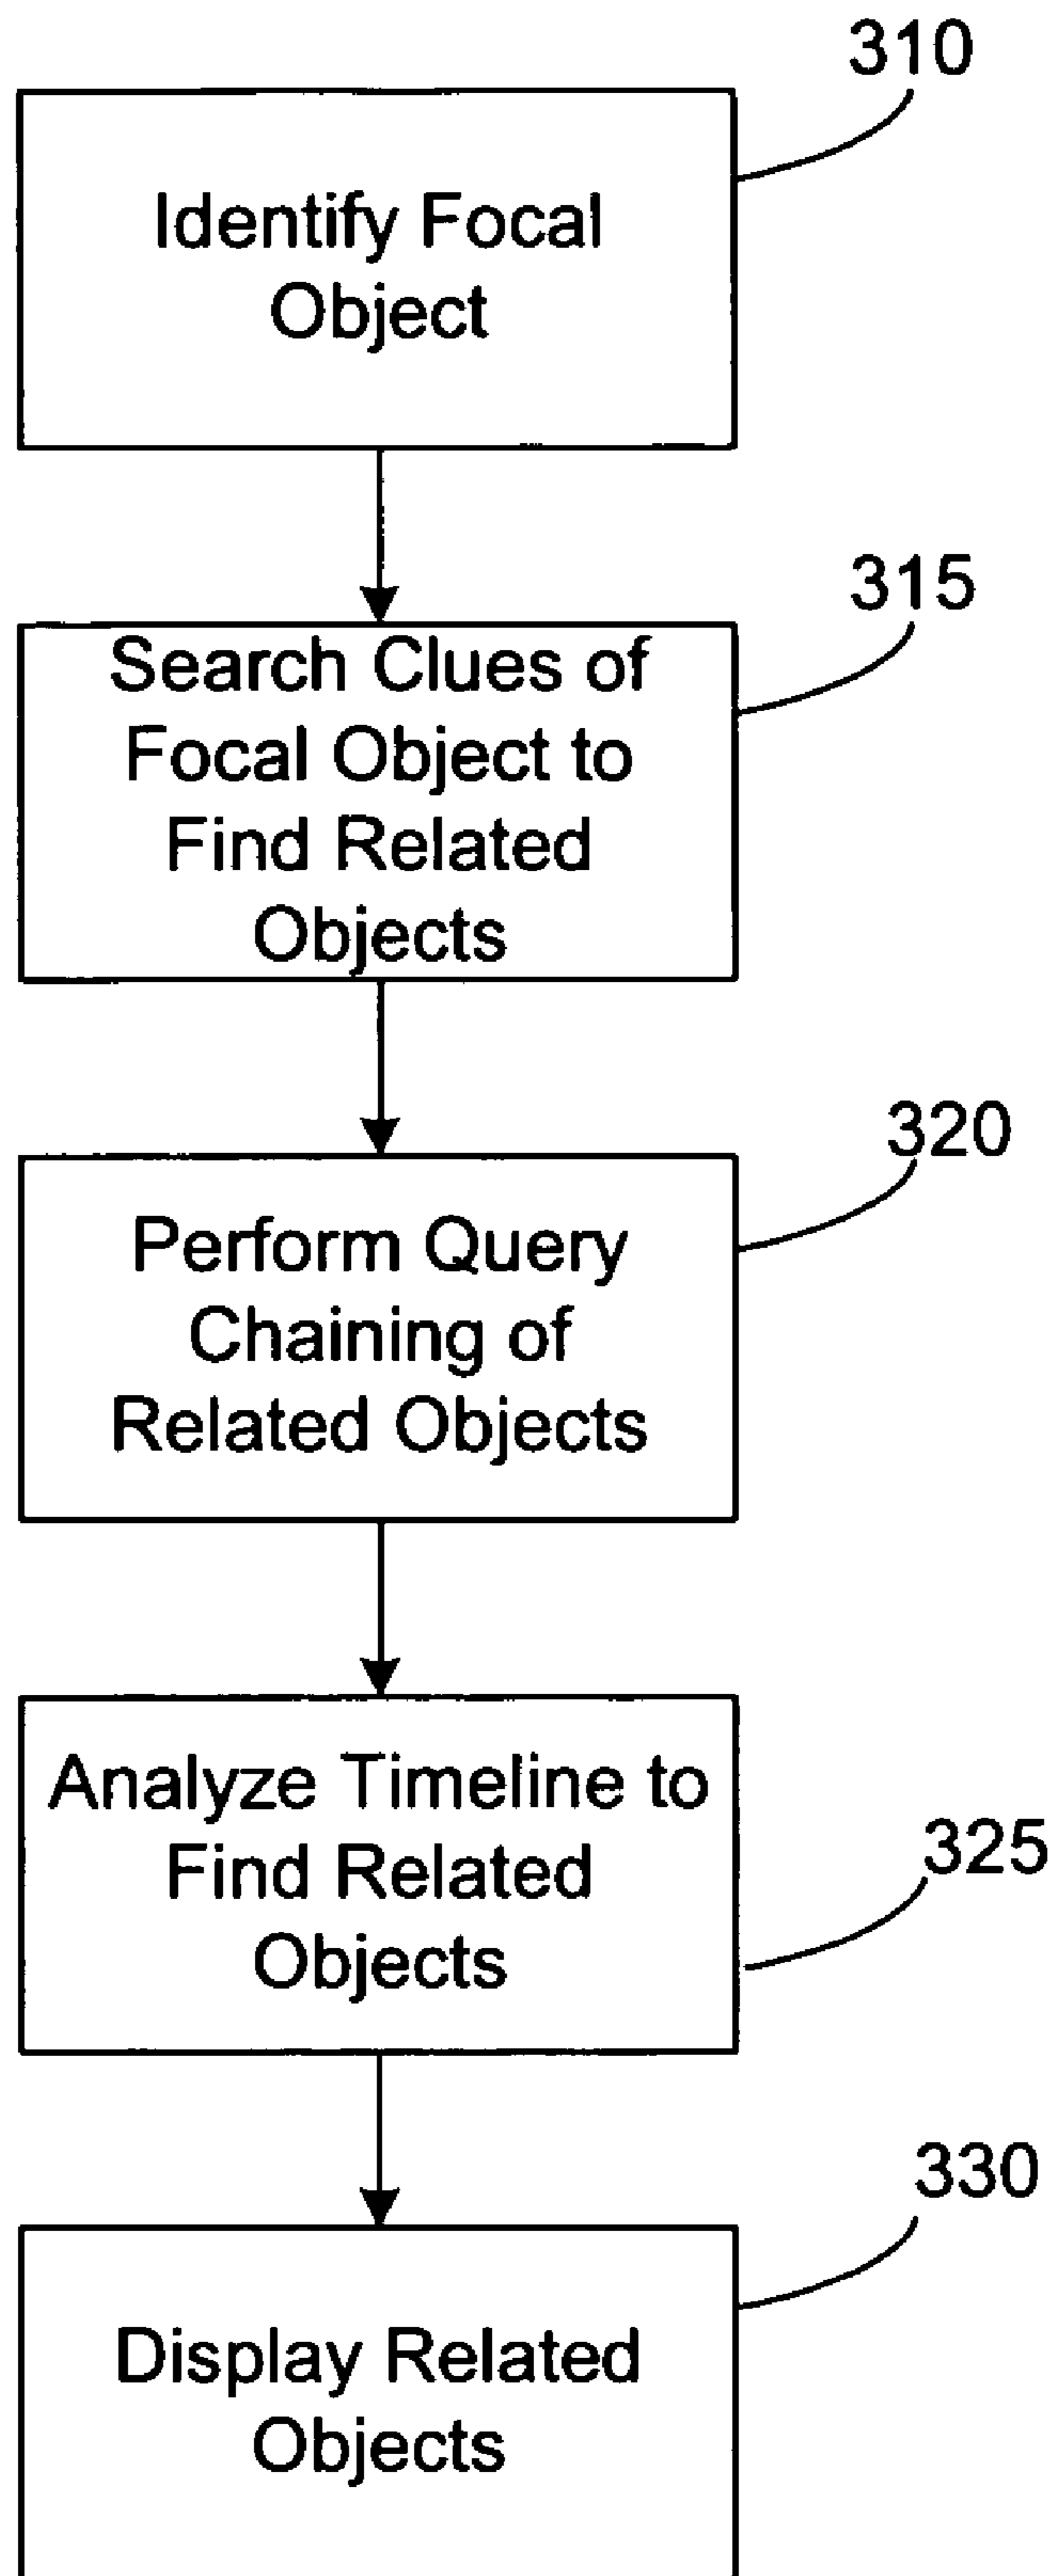 310
Identify Focal
Object
315
Search Clues of
Focal Object to
Find Related
Objects
320
Perform Query
Chaining of
Related Objects
Analyze Timeline to
Find Related
Objects
325
330
Display Related
Objects